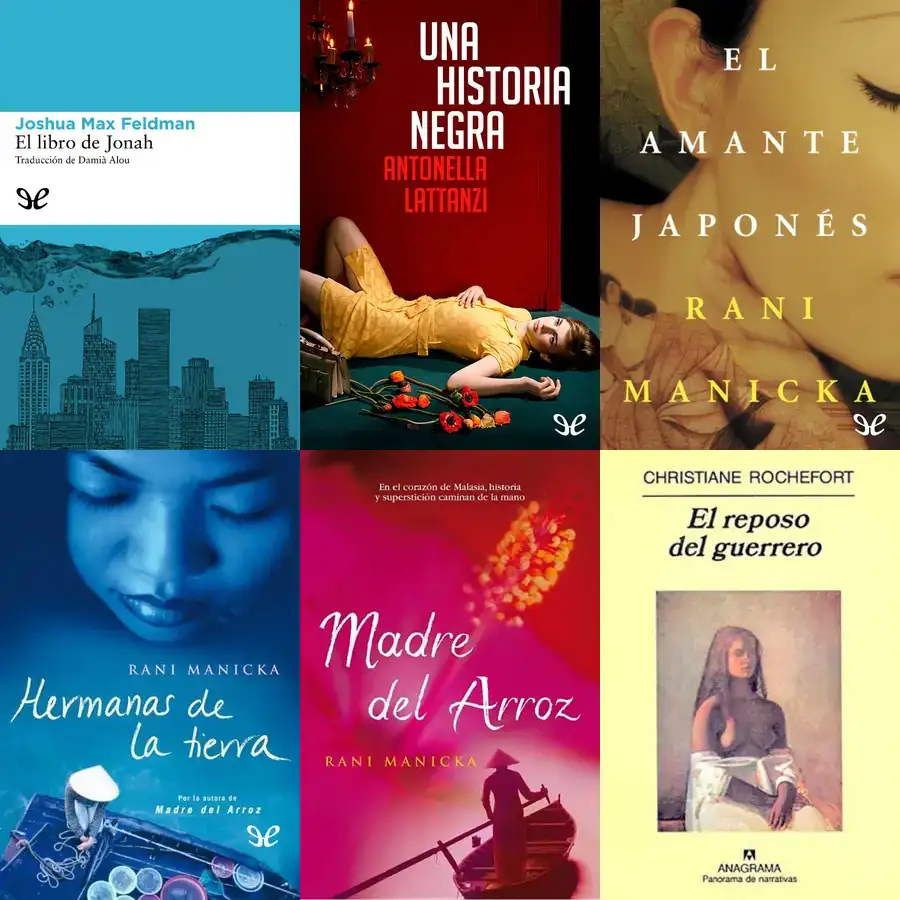 Joshua Max Feldman
El libro de Jonah
Traducción de Damià Alou
UNA
HISTORIA
NEGRA
ANTONELLA
LATTANZI
EL
AMANTE
JAPONÉS
RANI
MANICKA
RANI MANICKA
Hermanas de
la tierra
Por la autora de
Madre del Arroz
En el corazón de Malasia, historia
y superstición caminan de la mano
Madre
del Arroz
RANI MANICKA
CHRISTIANE ROCHEFORT
El reposo
del guerrero
ANAGRAMA
Panorama de narrativas